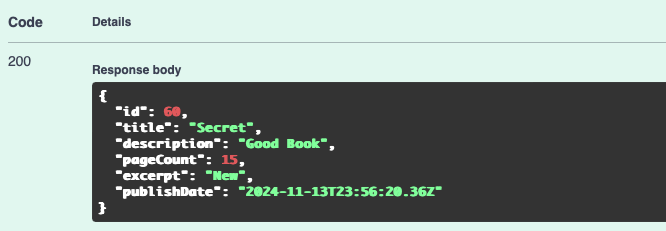 Code Details
200
Response body
{
"id": 60,
"title": "Secret",
"description": "Good Book",
"pageCount": 15,
"excerpt": "New",
"publishDate": "2024-11-13T23:56:20.36Z"
}